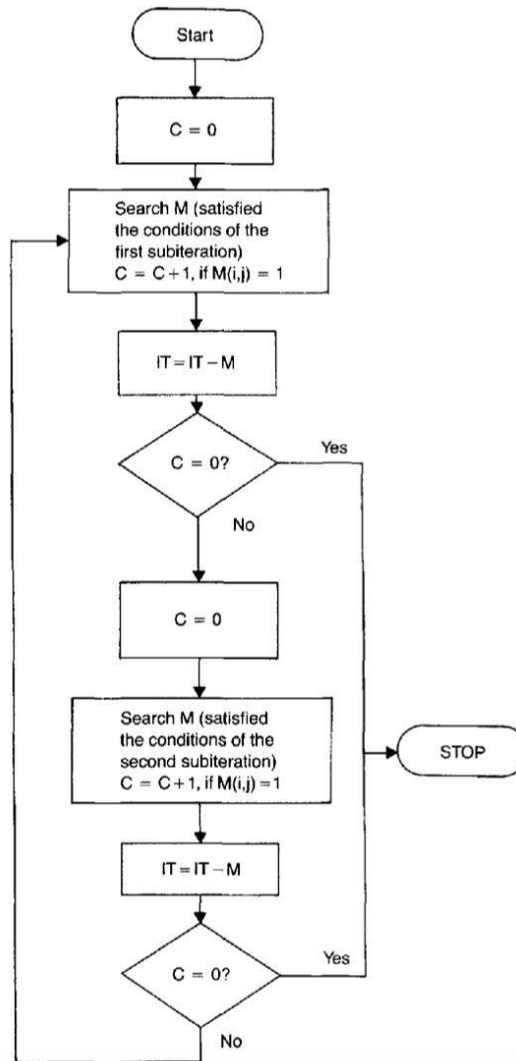 Start
C = 0
Search M (satisfied
the conditions of the
first subiteration)
C = C+1, if M(i,j) = 1
IT = IT − M
C = 0?
Yes
No
C = 0
Search M (satisfied
the conditions of the
second subiteration)
C = C+1, if M(i,j) = 1
STOP
IT = IT − M
C = 0?
Yes
No